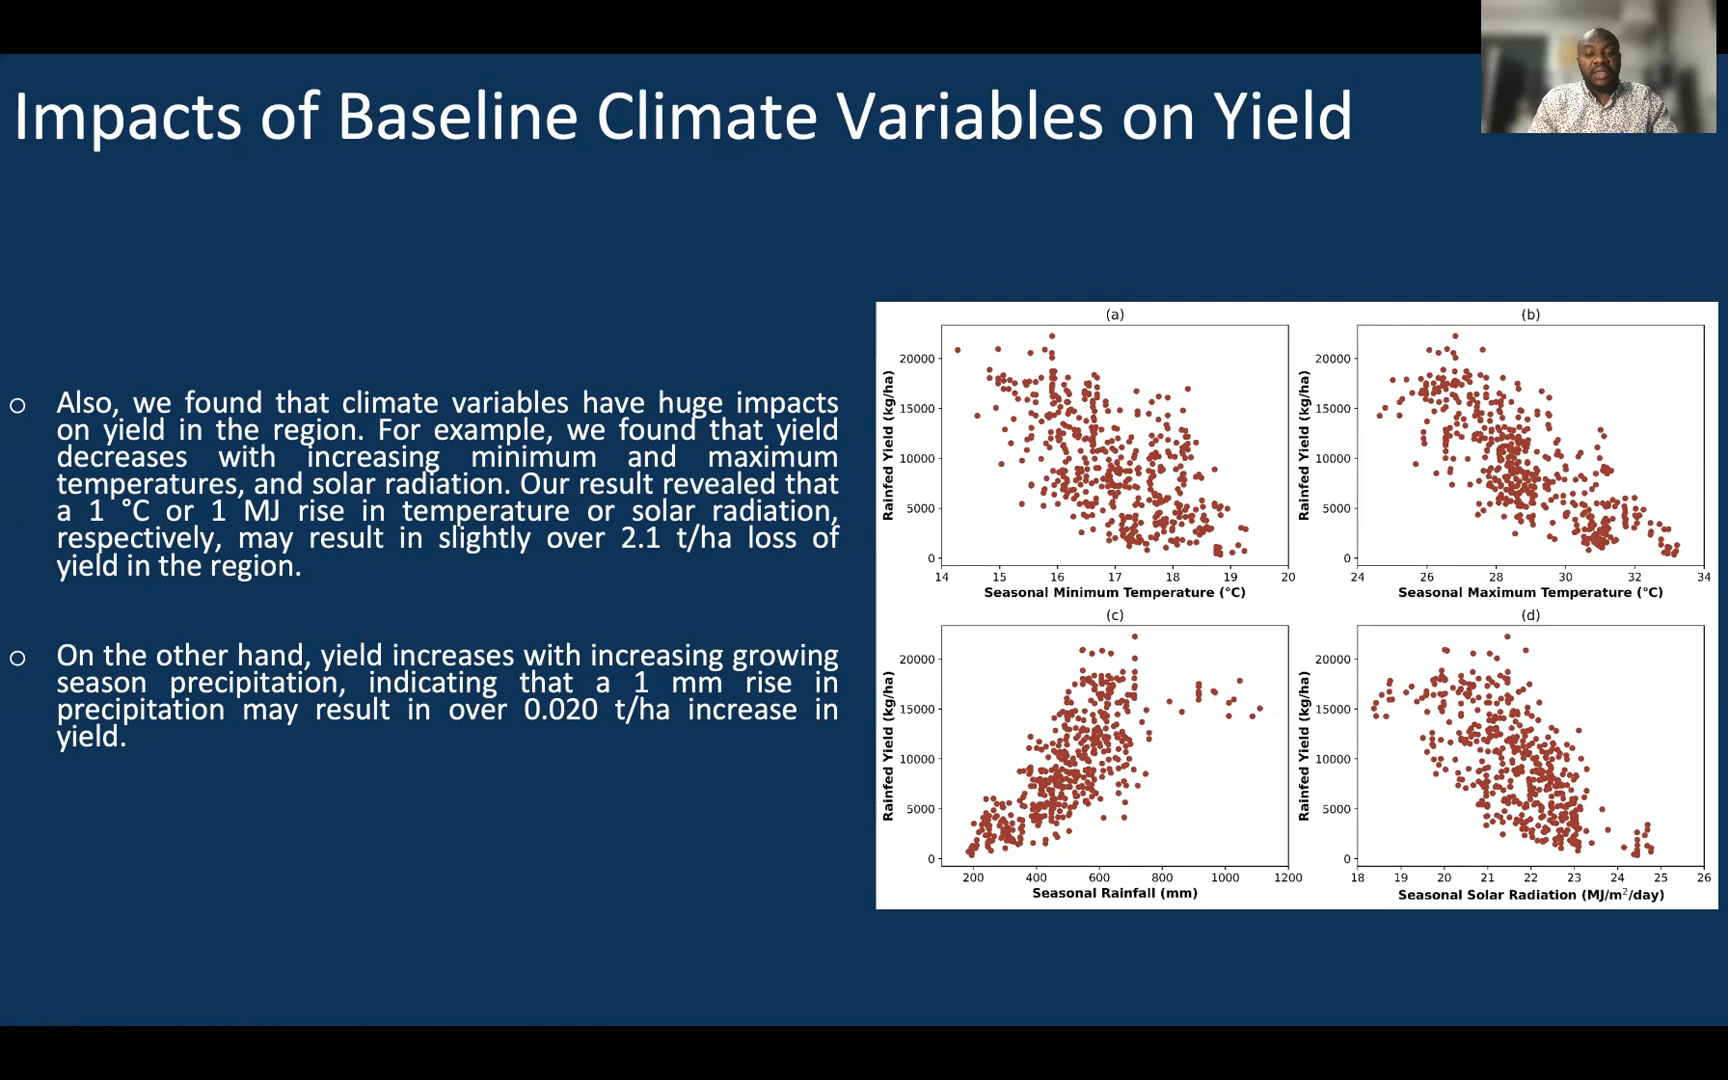 Impacts of Baseline Climate Variables on Yield
o Also, we found that climate variables have huge impacts
on yield in the region. For example, we found that yield
decreases with increasing minimum and maximum
temperatures, and solar radiation. Our result revealed that
a 1 °C or 1 MJ rise in temperature or solar radiation,
respectively, may result in slightly over 2.1 t/ha loss of
yield in the region.
o On the other hand, yield increases with increasing growing
season precipitation, indicating that a 1 mm rise in
precipitation may result in over 0.020 t/ha increase in
yield.
(a)
Rainfed Yield (kg/ha)
20000
15000
10000
5000
0
14 15 16 17 18 19 20
Seasonal Minimum Temperature (°C)
(b)
Rainfed Yield (kg/ha)
20000
15000
10000
5000
0
24 26 28 30 32 34
Seasonal Maximum Temperature (°C)
(c)
Rainfed Yield (kg/ha)
20000
15000
10000
5000
0
200 400 600 800 1000 1200
Seasonal Rainfall (mm)
(d)
Rainfed Yield (kg/ha)
20000
15000
10000
5000
0
18 19 20 21 22 23 24 25 26
Seasonal Solar Radiation (MJ/m²/day)